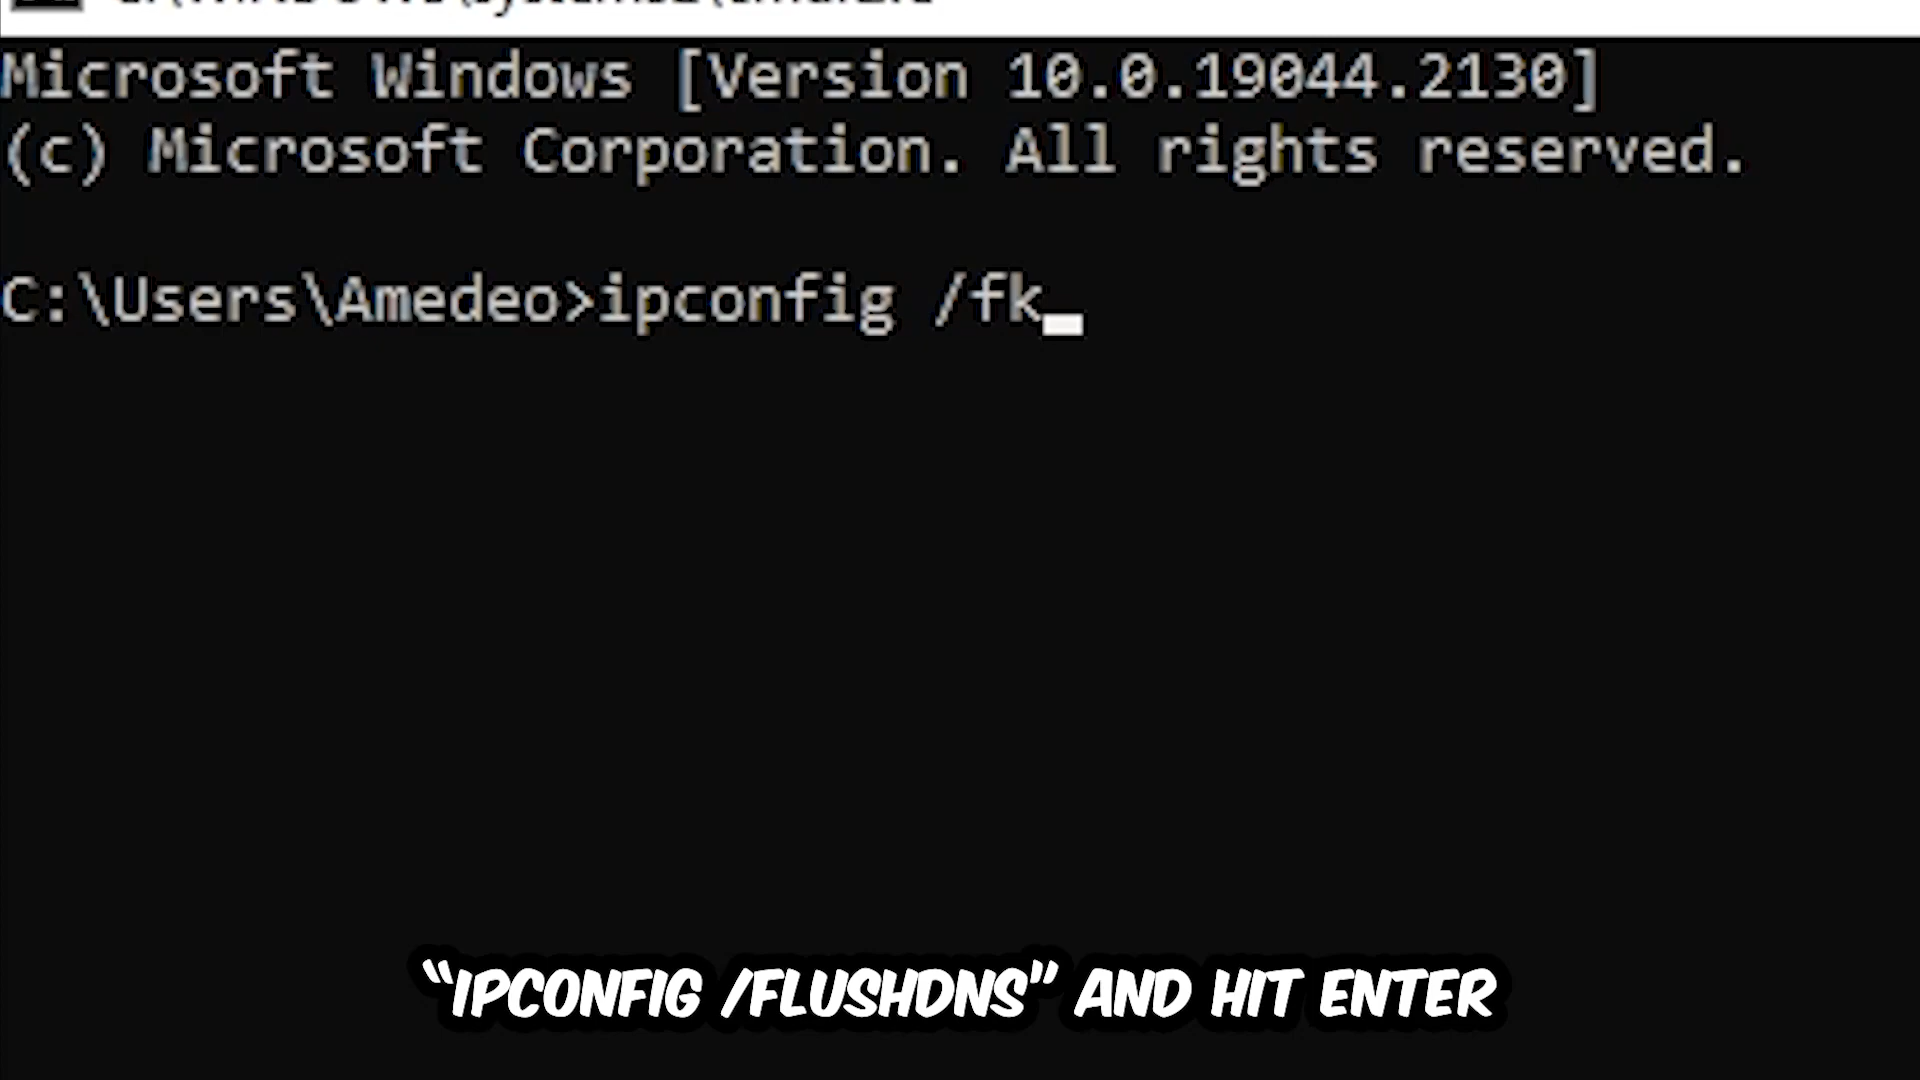 Microsoft Windows [Version 10.0.19044.2130]
(c) Microsoft Corporation. All rights reserved.
C:\Users\Amedeo>ipconfig /fk
“IPCONFIG /FLUSHDNS” AND HIT ENTER